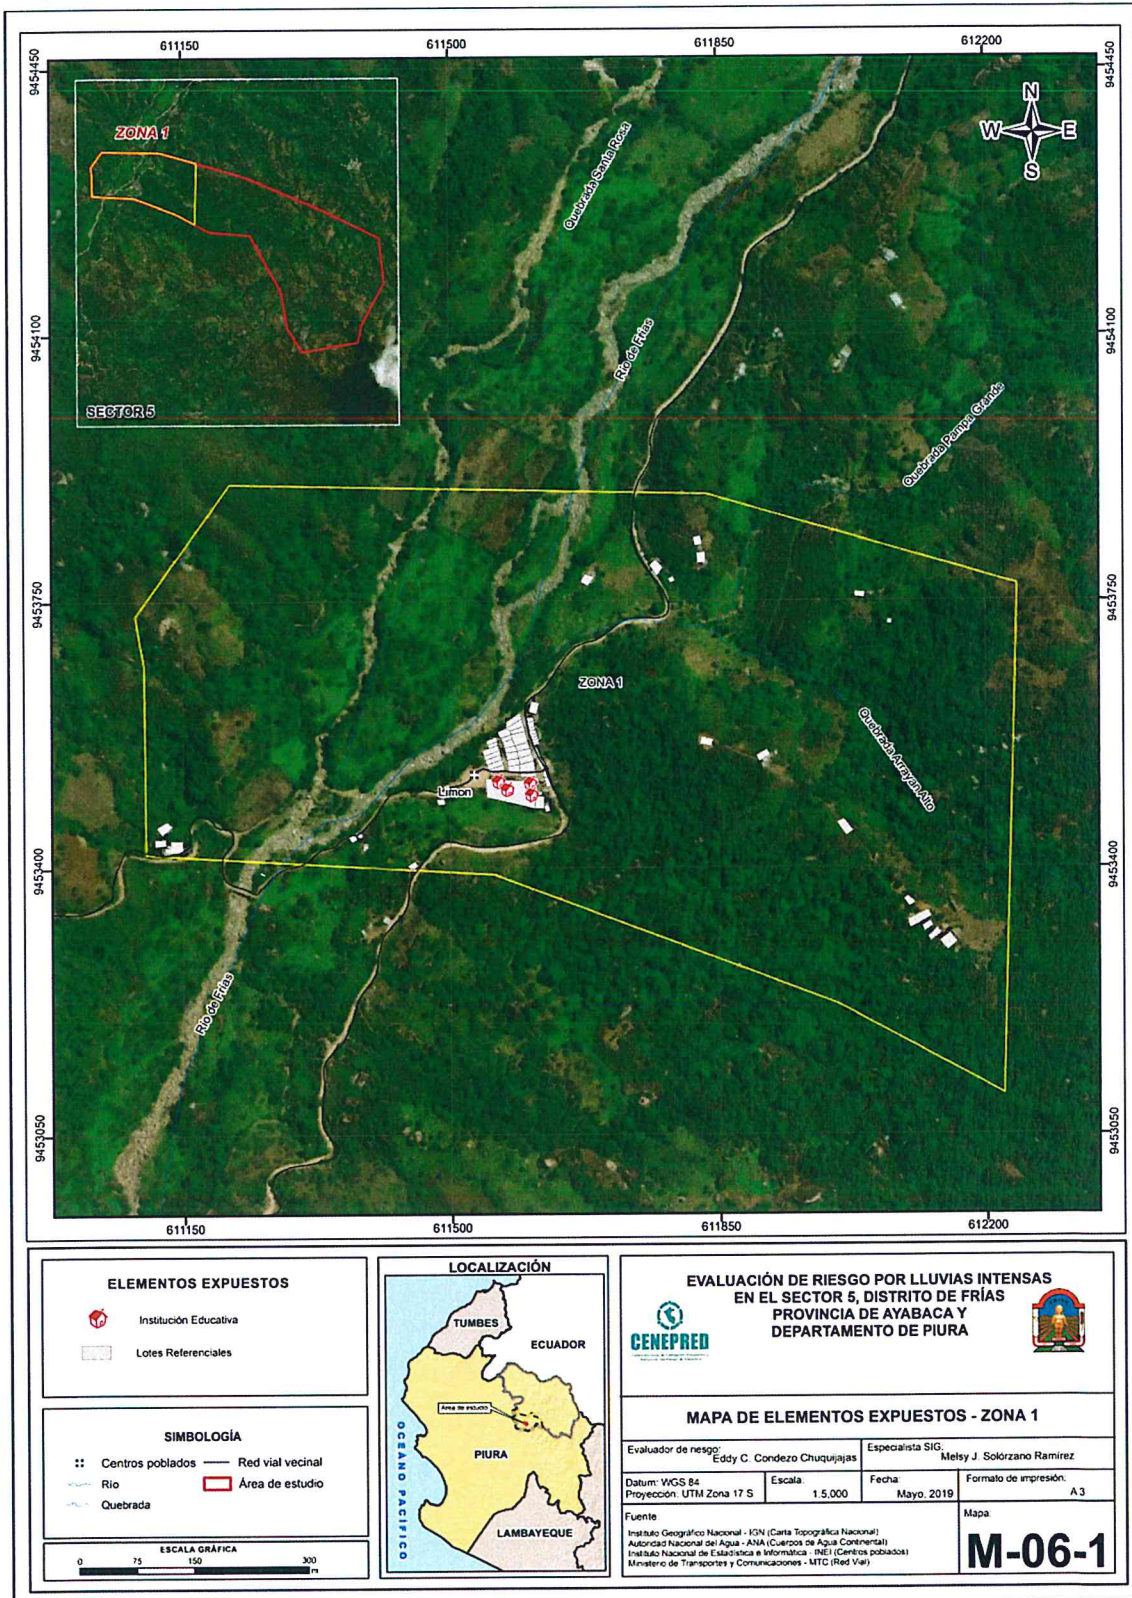 611150
611500
611850
612200
9454450
9454450
ZONA 1
SECTOR 5
N
W
E
S
Quebrada Santa Rosa
Río de Frías
9454100
9454100
Quebrada Pampa Grande
9453750
9453750
ZONA 1
Quebrada Arrayan Alto
Limon
9453400
9453400
Río de Frías
9453050
9453050
611150
611500
611850
612200
ELEMENTOS EXPUESTOS
Institución Educativa
Lotes Referenciales
SIMBOLOGÍA
Centros poblados
Red vial vecinal
Río
Área de estudio
Quebrada
ESCALA GRÁFICA
0 75 150 300
m
LOCALIZACIÓN
TUMBES
ECUADOR
Área de estudio
PIURA
OCEANO PACÍFICO
LAMBAYEQUE
EVALUACIÓN DE RIESGO POR LLUVIAS INTENSAS
EN EL SECTOR 5, DISTRITO DE FRÍAS
PROVINCIA DE AYABACA Y
DEPARTAMENTO DE PIURA
CENEPRED
MAPA DE ELEMENTOS EXPUESTOS - ZONA 1
Evaluador de riesgo:
Eddy C. Condezo Chuquijajas
Especialista SIG:
Melsy J. Solórzano Ramírez
Datum: WGS 84
Proyección: UTM Zona 17 S
Escala:
1:5,000
Fecha:
Mayo, 2019
Formato de impresión:
A 3
Fuente
Instituto Geográfico Nacional - IGN (Carta Topográfica Nacional)
Autoridad Nacional del Agua - ANA (Cuerpos de Agua Continental)
Instituto Nacional de Estadística e Informática - INEI (Centros poblados)
Ministerio de Transportes y Comunicaciones - MTC (Red Vial)
Mapa:
M-06-1